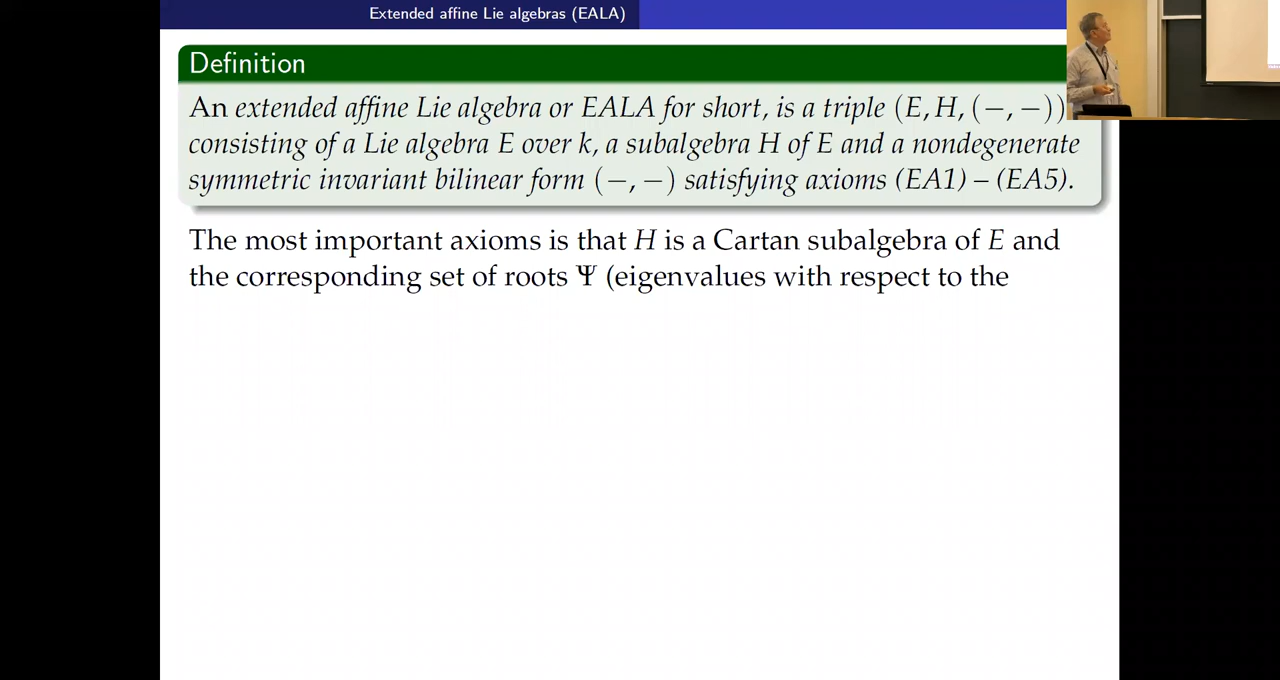 Extended affine Lie algebras (EALA)
Definition
An extended affine Lie algebra or EALA for short, is a triple (E, H, (−, −))
consisting of a Lie algebra E over k, a subalgebra H of E and a nondegenerate
symmetric invariant bilinear form (−, −) satisfying axioms (EA1) – (EA5).
The most important axioms is that H is a Cartan subalgebra of E and
the corresponding set of roots Ψ (eigenvalues with respect to the